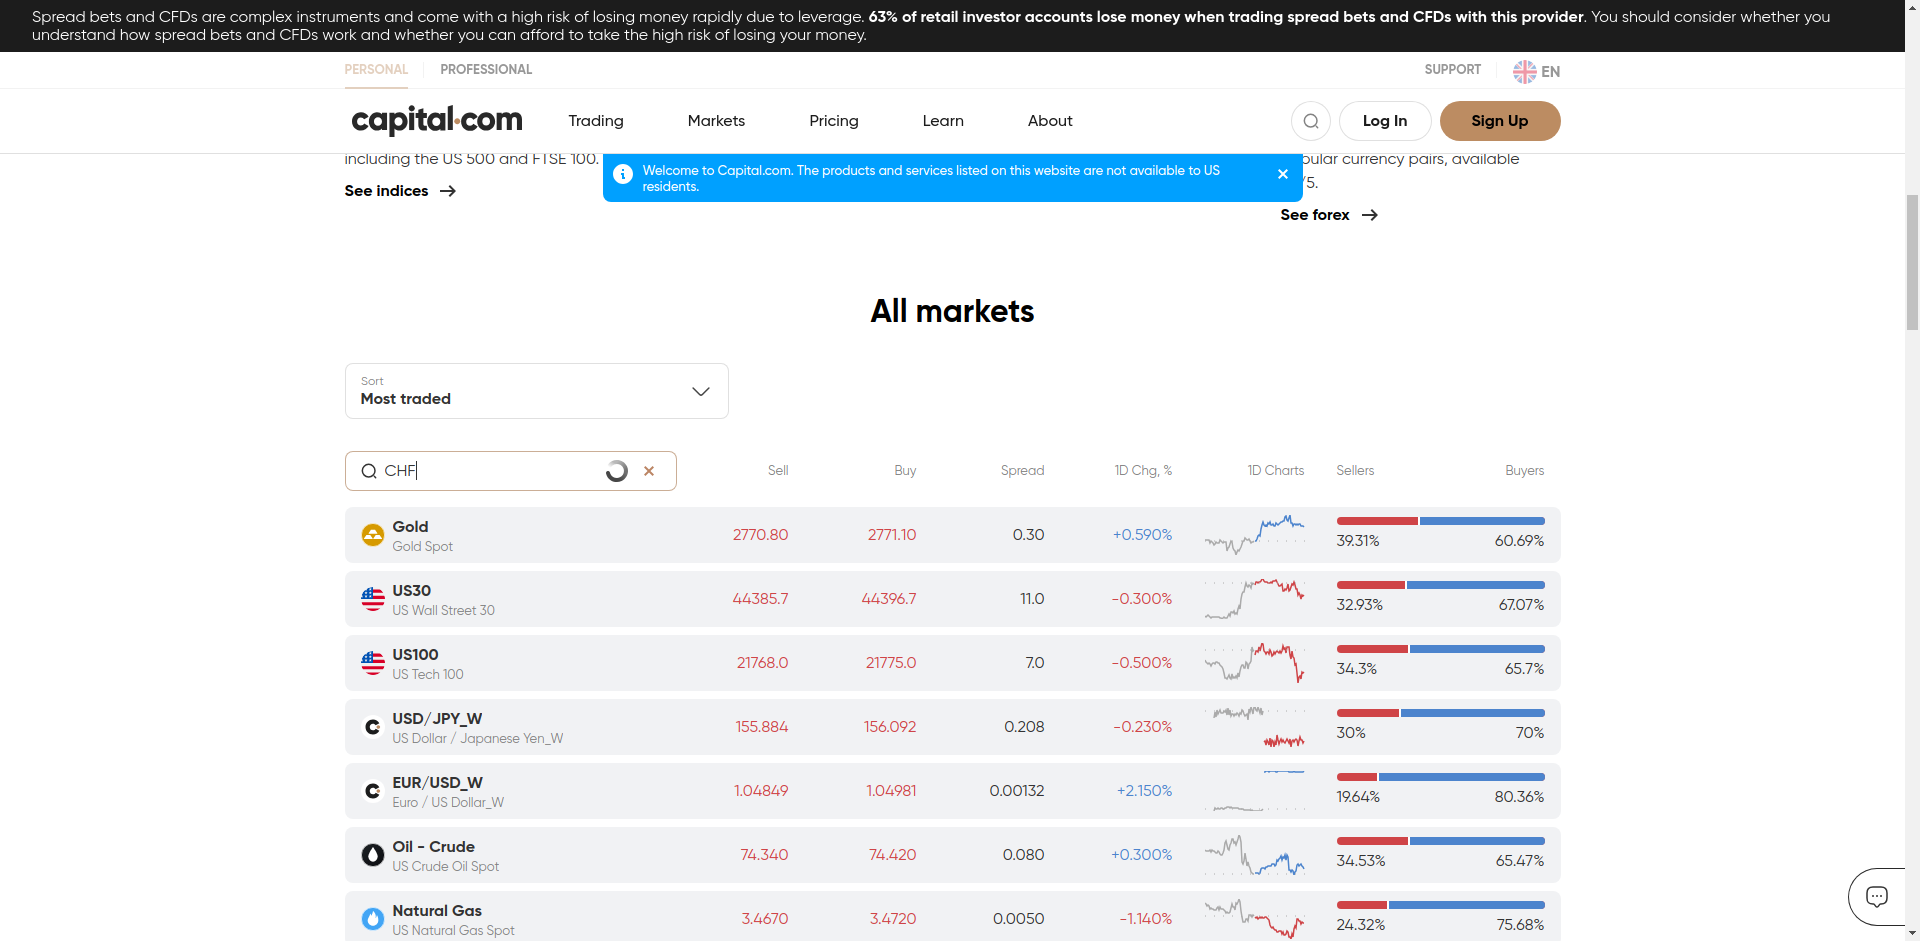 Spread bets and CFDs are complex instruments and come with a high risk of losing money rapidly due to leverage. 63% of retail investor accounts lose money when trading spread bets and CFDs with this provider. You should consider whether you
understand how spread bets and CFDs work and whether you can afford to take the high risk of losing your money.
PERSONAL PROFESSIONAL SUPPORT EN
capital.com Trading Markets Pricing Learn About Log In Sign Up
including the US 500 and FTSE 100.
Welcome to Capital.com. The products and services listed on this website are not available to US
residents.
currency pairs, available
See indices
See forex
All markets
Sort
Most traded
CHF Sell Buy Spread 1D Chg, % 1D Charts Sellers Buyers
Gold
Gold Spot
2770.80 2771.10 0.30 +0.590% 39.31% 60.69%
US30
US Wall Street 30
44385.7 44396.7 11.0 -0.300% 32.93% 67.07%
US100
US Tech 100
21768.0 21775.0 7.0 -0.500% 34.3% 65.7%
USD/JPY_W
US Dollar / Japanese Yen_W
155.884 156.092 0.208 -0.230% 30% 70%
EUR/USD_W
Euro / US Dollar_W
1.04849 1.04981 0.00132 +2.150% 19.64% 80.36%
Oil - Crude
US Crude Oil Spot
74.340 74.420 0.080 +0.300% 34.53% 65.47%
Natural Gas
US Natural Gas Spot
3.4670 3.4720 0.0050 -1.140% 24.32% 75.68%